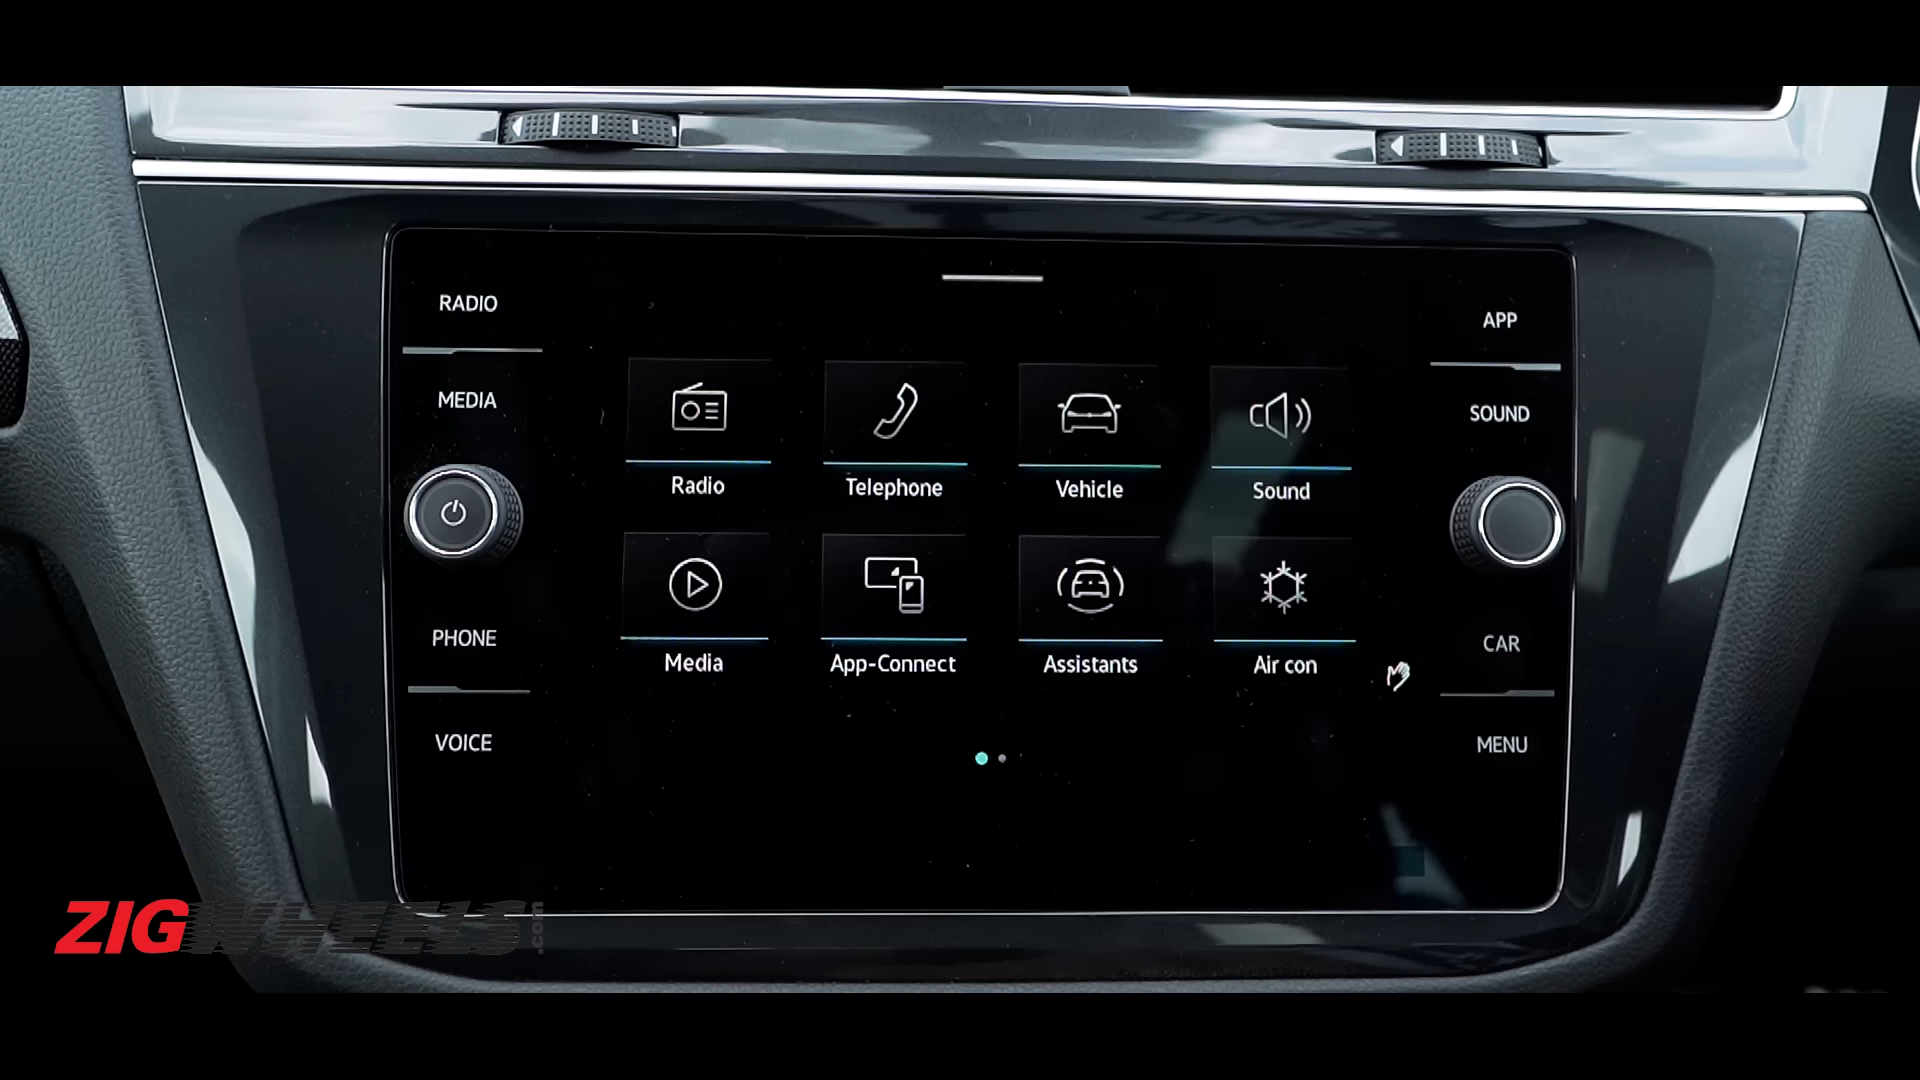 RADIO
MEDIA
PHONE
VOICE
Radio
Telephone
Vehicle
Sound
Media
App-Connect
Assistants
Air con
APP
SOUND
CAR
MENU
ZIGWHEELS.com